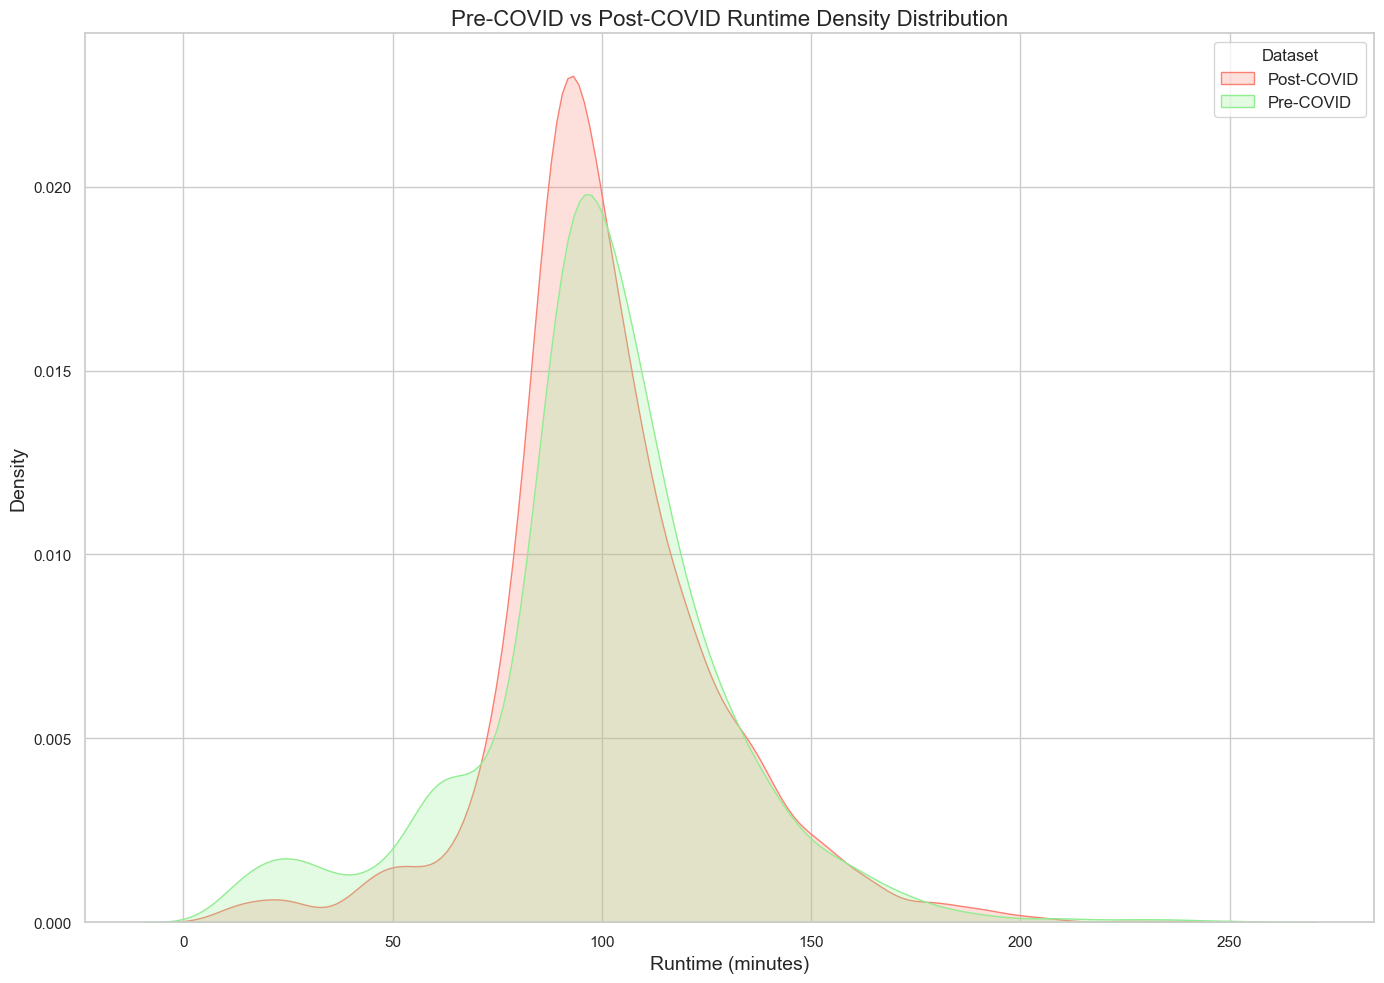 Pre-COVID vs Post-COVID Runtime Density Distribution
Dataset
Post-COVID
Pre-COVID
0.020
0.015
0.010
0.005
0.000
Density
0
50
100
150
200
250
Runtime (minutes)